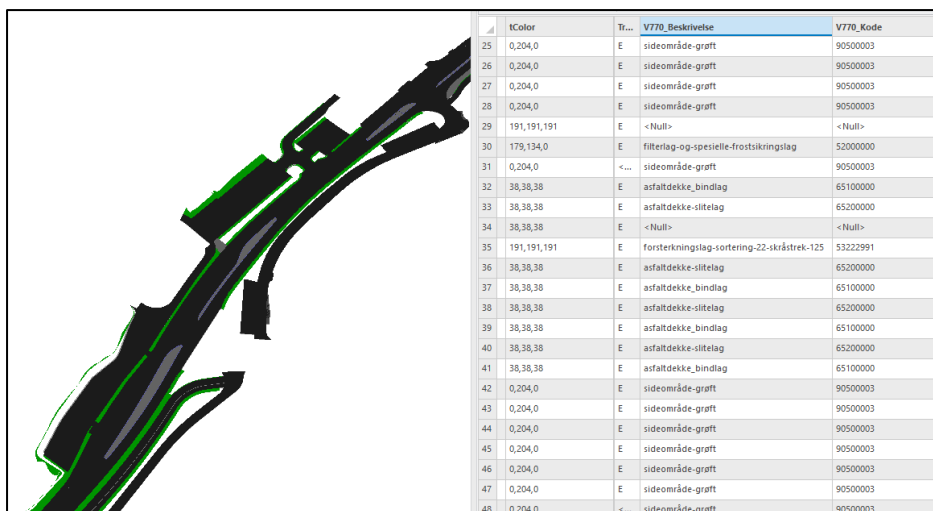 tColor Tr... V770_Beskrivelse V770_Kode
25 0,204,0 E sideområde-grøft 90500003
26 0,204,0 E sideområde-grøft 90500003
27 0,204,0 E sideområde-grøft 90500003
28 0,204,0 E sideområde-grøft 90500003
29 191,191,191 E <Null> <Null>
30 179,134,0 E filterlag-og-spesielle-frostsikringslag 52000000
31 0,204,0 <... sideområde-grøft 90500003
32 38,38,38 E asfaltdekke_bindlag 65100000
33 38,38,38 E asfaltdekke-slitelag 65200000
34 38,38,38 E <Null> <Null>
35 191,191,191 E forsterkningslag-sortering-22-skråstrek-125 53222991
36 38,38,38 E asfaltdekke-slitelag 65200000
37 38,38,38 E asfaltdekke_bindlag 65100000
38 38,38,38 E asfaltdekke-slitelag 65200000
39 38,38,38 E asfaltdekke_bindlag 65100000
40 38,38,38 E asfaltdekke-slitelag 65200000
41 38,38,38 E asfaltdekke_bindlag 65100000
42 0,204,0 E sideområde-grøft 90500003
43 0,204,0 E sideområde-grøft 90500003
44 0,204,0 E sideområde-grøft 90500003
45 0,204,0 E sideområde-grøft 90500003
46 0,204,0 E sideområde-grøft 90500003
47 0,204,0 E sideområde-grøft 90500003
48 0,204,0 <... sideområde-grøft 90500003